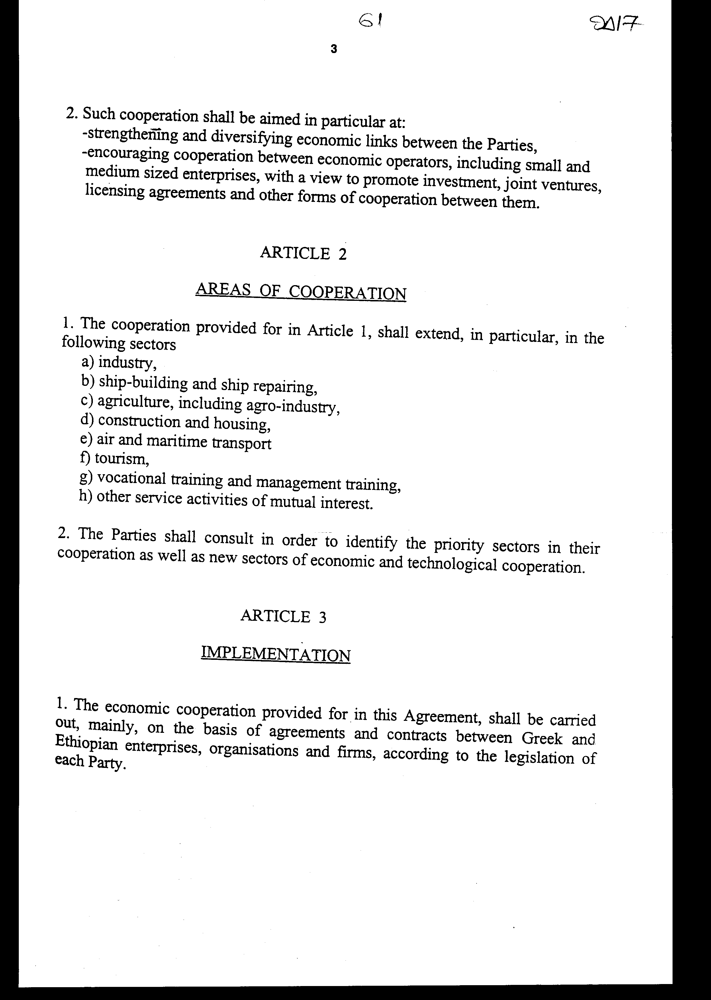 61
3
2. Such cooperation shall be aimed in particular at:
-strengthening and diversifying economic links between the Parties,
-encouraging cooperation between economic operators, including small and
medium sized enterprises, with a view to promote investment, joint ventures,
licensing agreements and other forms of cooperation between them.
ARTICLE 2
AREAS OF COOPERATION
1. The cooperation provided for in Article 1, shall extend, in particular, in the
following sectors
a) industry,
b) ship-building and ship repairing,
c) agriculture, including agro-industry,
d) construction and housing,
e) air and maritime transport
f) tourism,
g) vocational training and management training,
h) other service activities of mutual interest.
2. The Parties shall consult in order to identify the priority sectors in their
cooperation as well as new sectors of economic and technological cooperation.
ARTICLE 3
IMPLEMENTATION
1. The economic cooperation provided for in this Agreement, shall be carried
out, mainly, on the basis of agreements and contracts between Greek and
Ethiopian enterprises, organisations and firms, according to the legislation of
each Party.